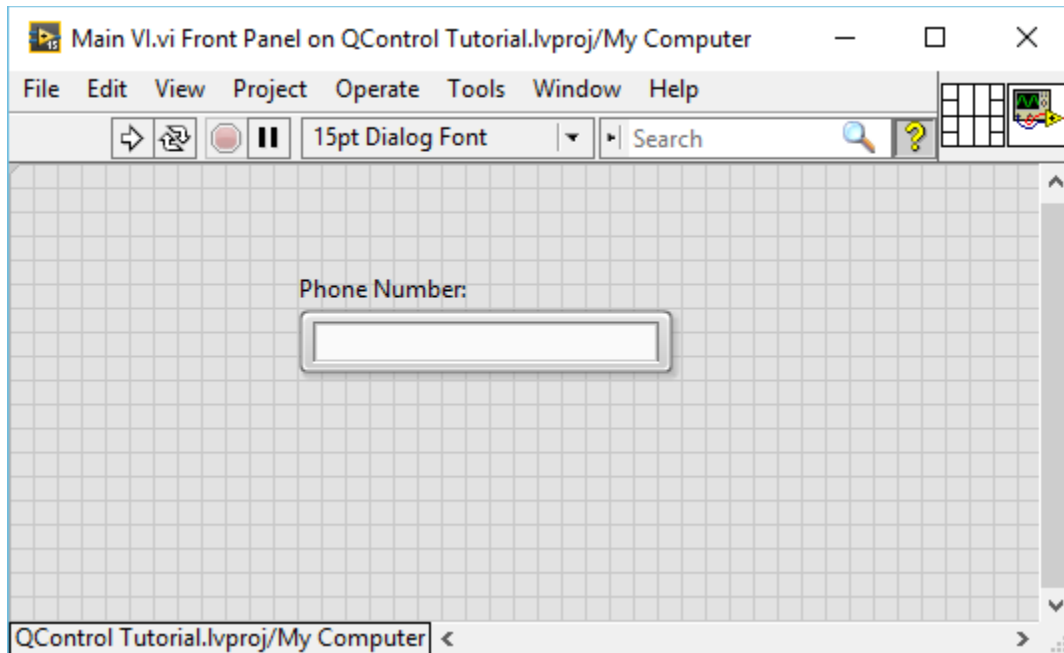 Main VI.vi Front Panel on QControl Tutorial.lvproj/My Computer
File Edit View Project Operate Tools Window Help
15pt Dialog Font Search ?
Phone Number:
QControl Tutorial.lvproj/My Computer